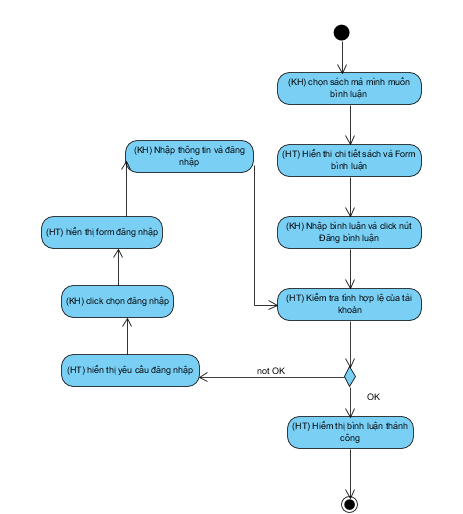 (KH) chọn sách mà mình muốn
bình luận
(HT) Hiển thị chi tiết sách và Form
bình luận
(KH) Nhập bình luận và click nút
Đăng bình luận
(HT) Kiểm tra tính hợp lệ của tài
khoản
not OK
OK
(HT) hiển thị yêu cầu đăng nhập
(KH) click chọn đăng nhập
(HT) hiển thị form đăng nhập
(KH) Nhập thông tin và đăng
nhập
(HT) Hiểm thị bình luận thành
công